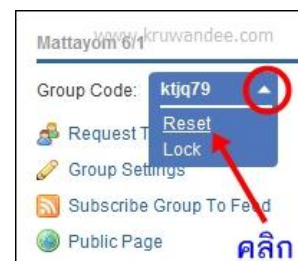 Mattayom 6/1
www.kruwandee.com
Group Code: ktjq79
Reset
Lock
Request T
Group Settings
Subscribe Group To Feed
Public Page
คลิก